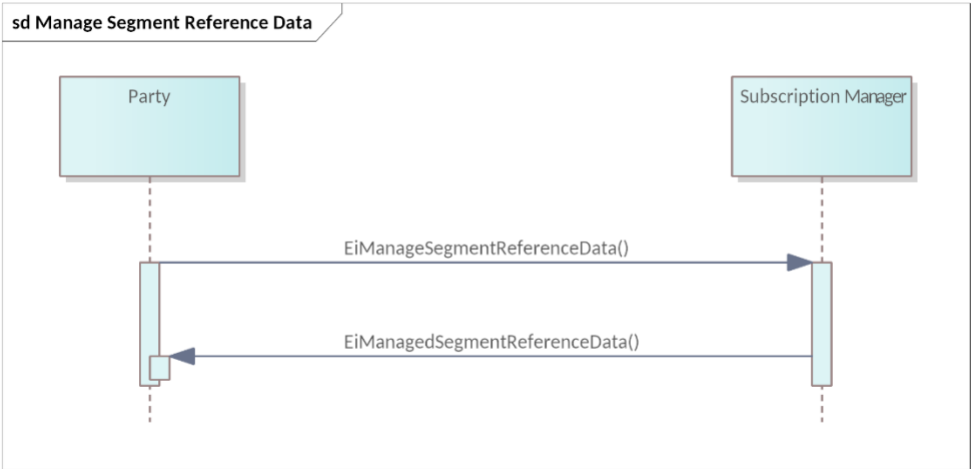 sd Manage Segment Reference Data
Party
Subscription Manager
EiManageSegmentReferenceData()
EiManagedSegmentReferenceData()